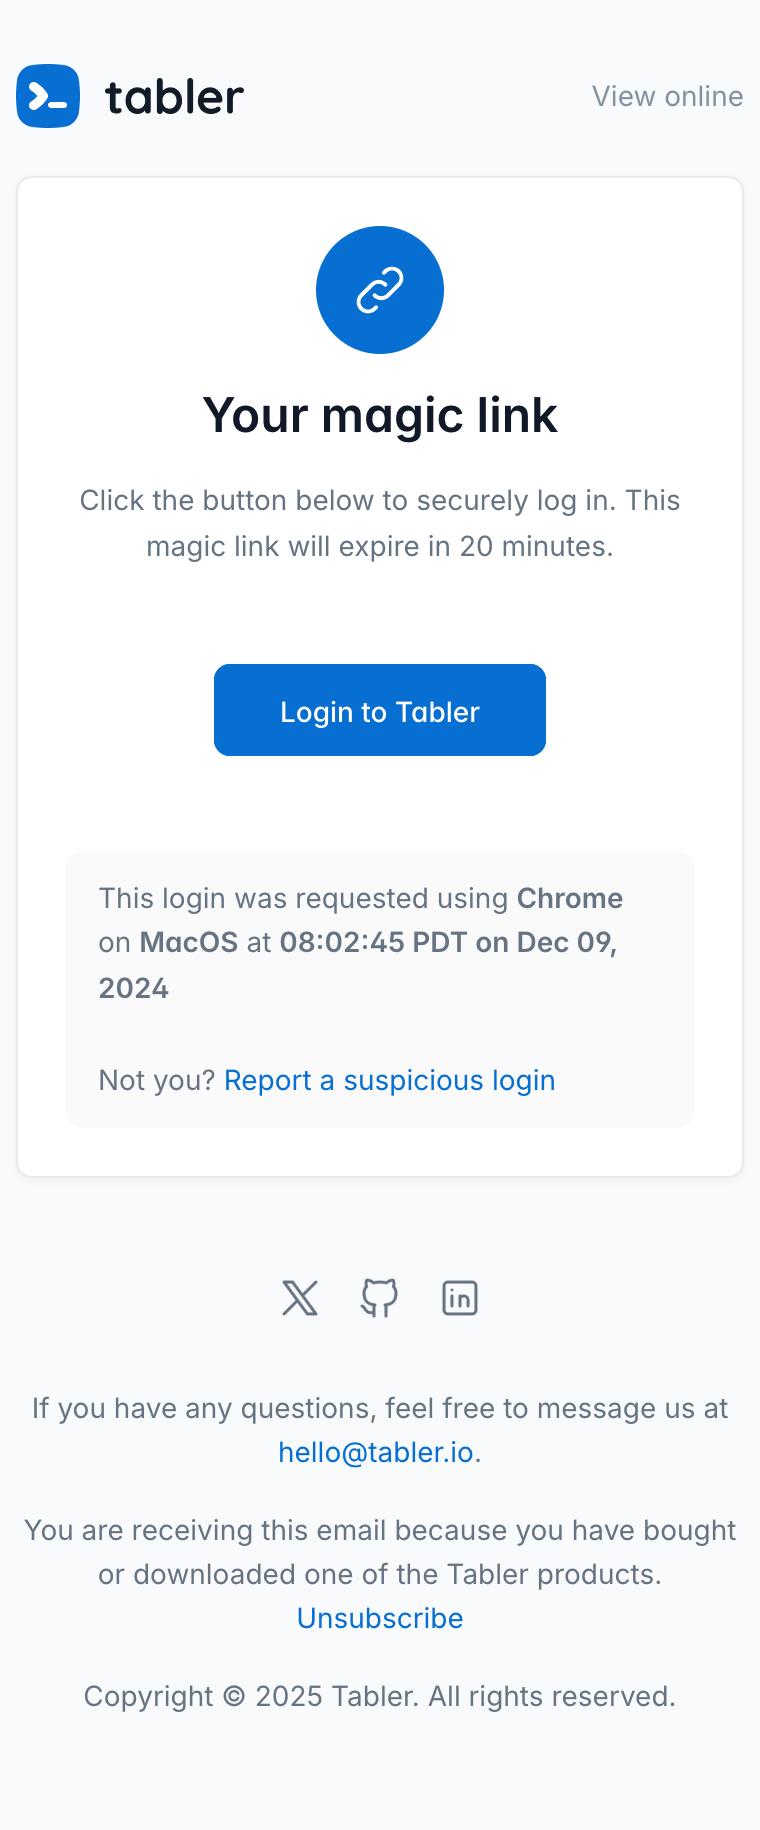 tabler
View online
Your magic link
Click the button below to securely log in. This
magic link will expire in 20 minutes.
Login to Tabler
This login was requested using Chrome
on MacOS at 08:02:45 PDT on Dec 09,
2024
Not you? Report a suspicious login
If you have any questions, feel free to message us at
hello@tabler.io.
You are receiving this email because you have bought
or downloaded one of the Tabler products.
Unsubscribe
Copyright © 2025 Tabler. All rights reserved.